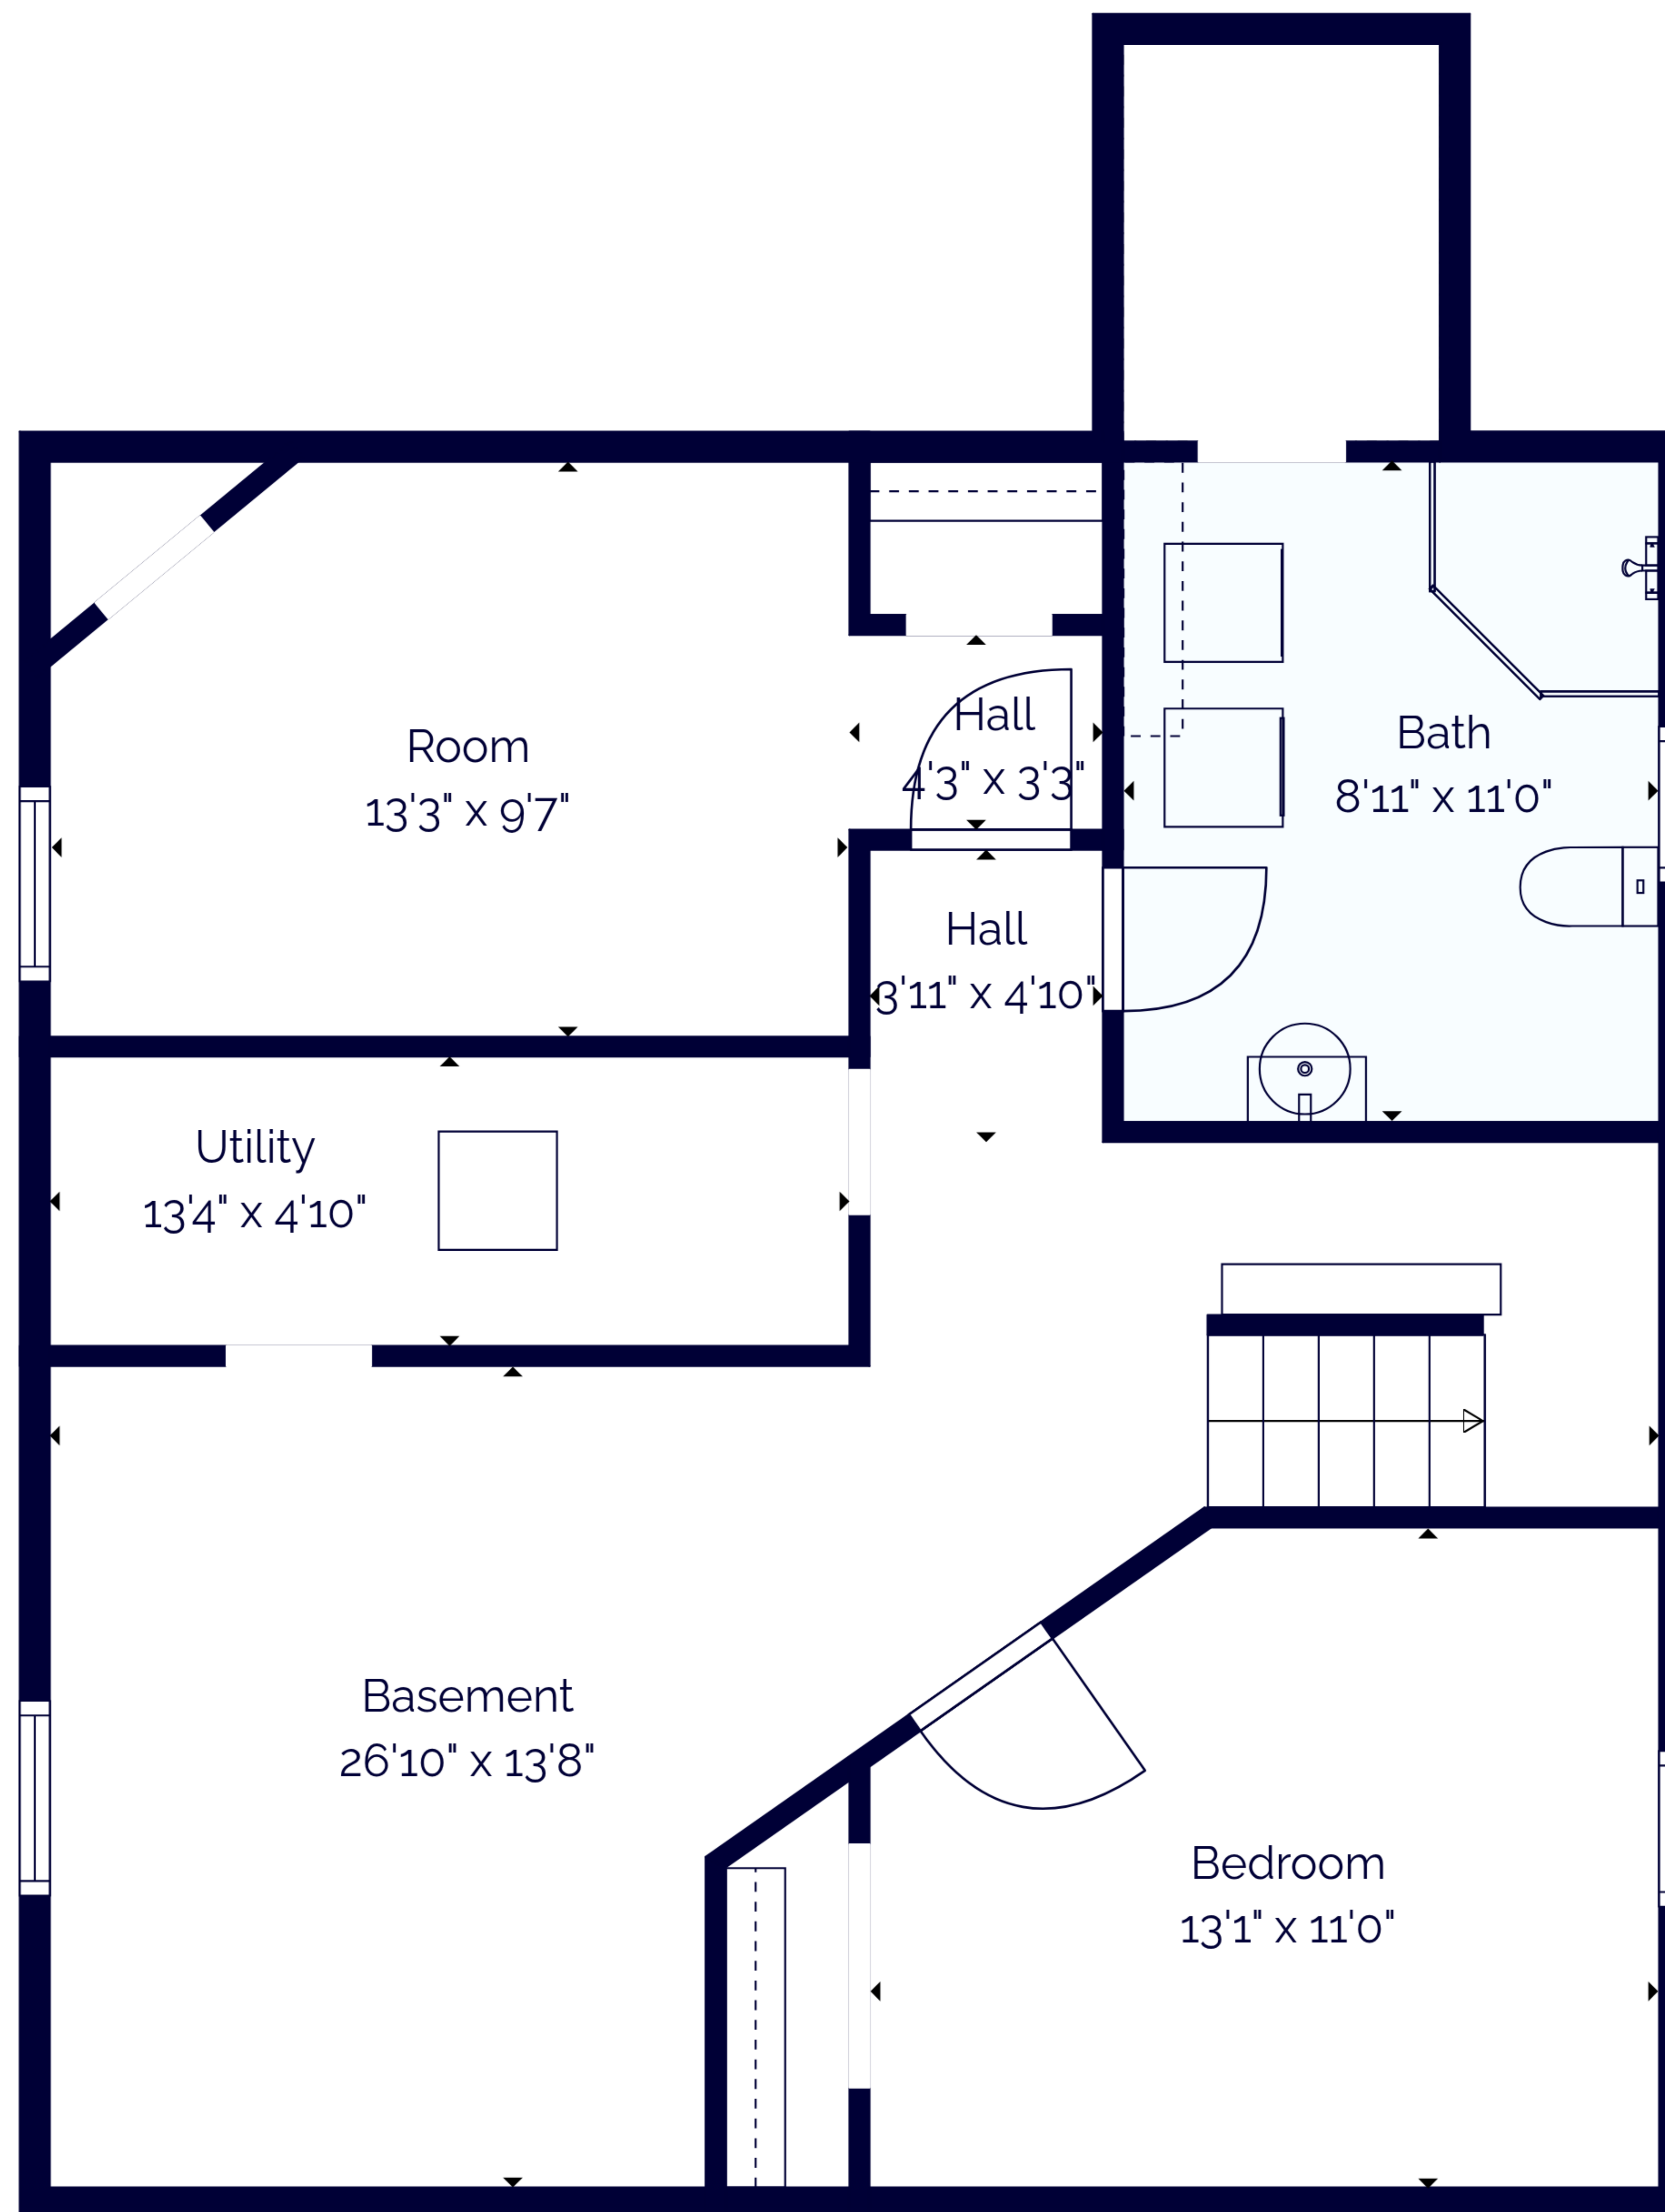 Hall
4'3" x 3'3"
Room
13'3" x 9'7"
Bath
8'11" x 11'0"
Hall
3'11" x 4'10"
Utility
13'4" x 4'10"
Basement
26'10" x 13'8"
Bedroom
13'1" x 11'0"